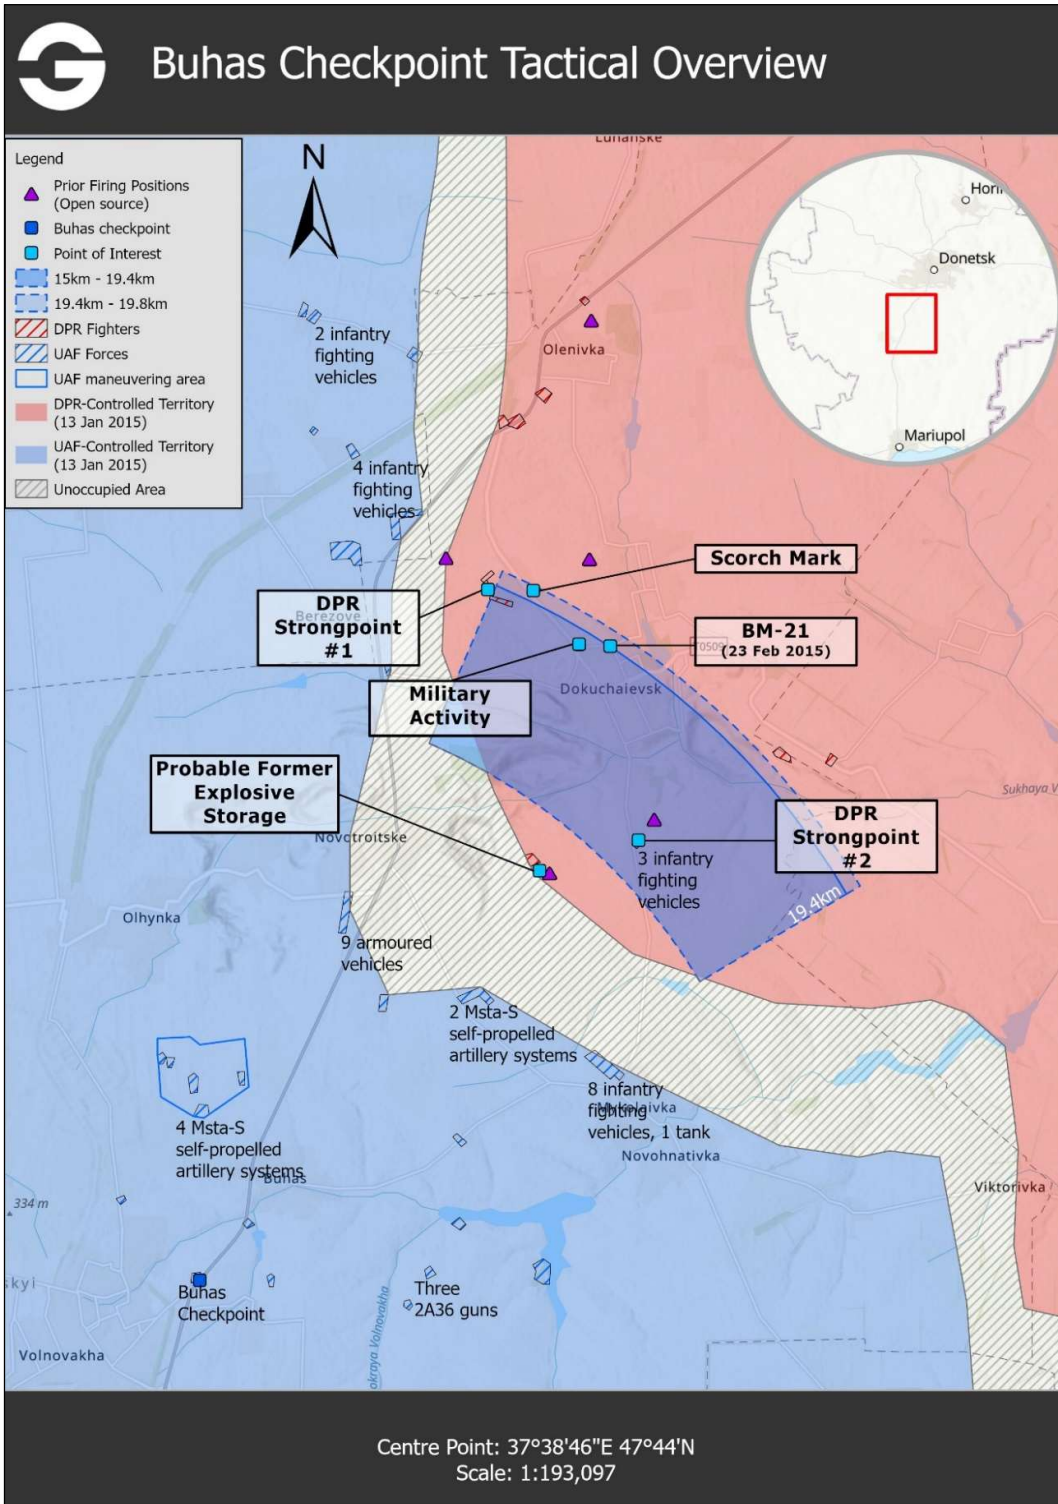 Buhas Checkpoint Tactical Overview
Legend
Prior Firing Positions
(Open source)
Buhas checkpoint
Point of Interest
15km - 19.4km
19.4km - 19.8km
DPR Fighters
UAF Forces
UAF maneuvering area
DPR-Controlled Territory
(13 Jan 2015)
UAF-Controlled Territory
(13 Jan 2015)
Unoccupied Area
N
Luhanske
Donetsk
Mariupol
2 infantry
fighting
vehicles
Olenivka
4 infantry
fighting
vehicles
Scorch Mark
DPR
Strongpoint
#1
Berezove
BM-21
(23 Feb 2015)
T0509
Military
Activity
Dokuchaievsk
Probable Former
Explosive
Storage
Sukhaya
Novotroitske
DPR
Strongpoint
#2
3 infantry
fighting
vehicles
19.4km
Olhynka
9 armoured
vehicles
2 Msta-S
self-propelled
artillery systems
8 infantry
fighting
vehicles, 1 tank
Mykolaivka
4 Msta-S
self-propelled
artillery systems
Buhas
Novohnativka
Viktorivka
334 m
skyi
Buhas
Checkpoint
Three
2A36 guns
okraya Volnovakha
Volnovakha
Centre Point: 37°38'46"E 47°44'N
Scale: 1:193,097